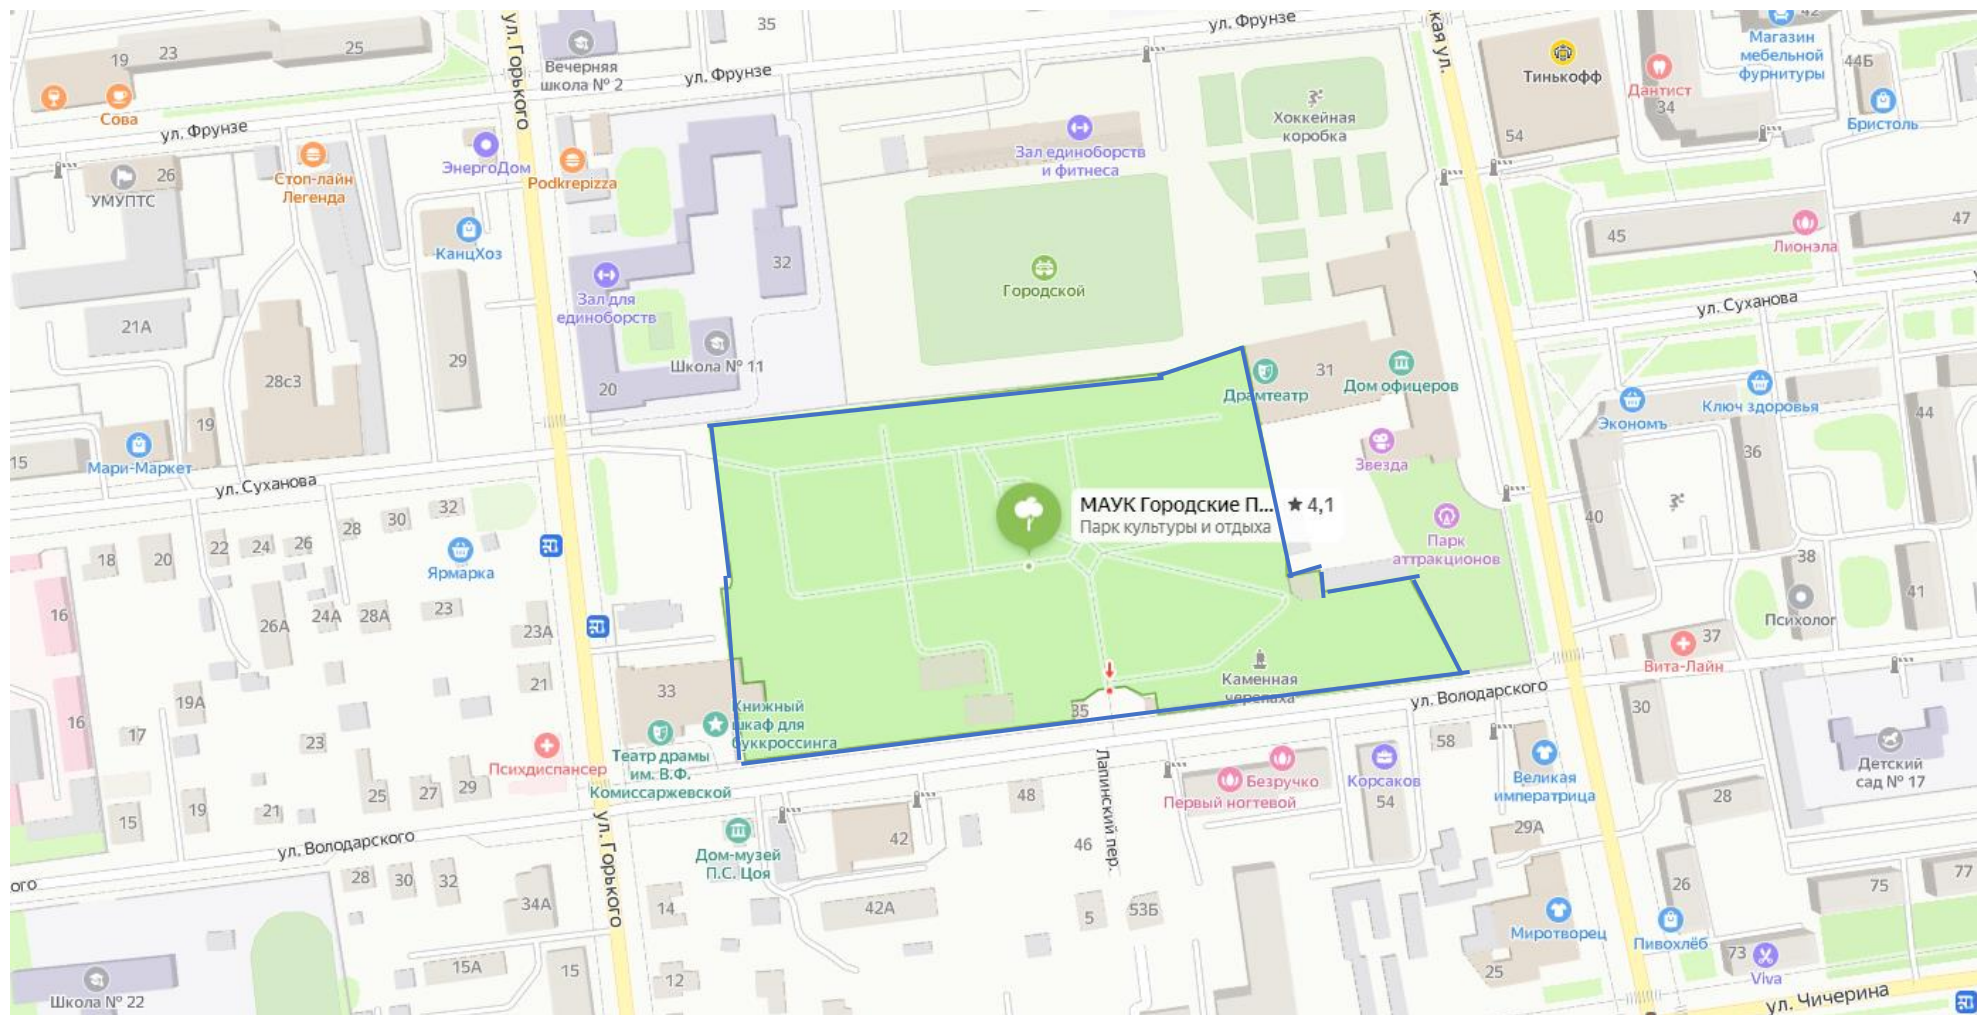 ул. Фрунзе
кая ул.
42
35
ул. Горького
19
23
25
Вечерняя
школа № 2
ул. Фрунзе
Сова
ул. Фрунзе
Тинькофф
54
Дантист
34
Магазин
мебельной
фурнитуры
44Б
Бристоль
Хоккейная
коробка
Зал единоборств
и фитнеса
ЭнергоДом
Podkrepizza
Стоп-лайн
Легенда
26
УМУПТС
КанцХоз
32
Зал для
единоборств
Школа № 11
20
Городской
45
47
Лионэла
ул. Суханова
21А
28с3
29
19
15
Мари-Маркет
ул. Суханова
31
Драмтеатр
Дом офицеров
Звезда
Экономъ
Ключ здоровья
44
36
40
МАУК Городские П...
4,1
Парк культуры и отдыха
Парк
аттракционов
32
30
28
26
24
22
20
18
Ярмарка
16
26А
24А
28А
23
23А
21
38
41
Психолог
37
Вита-Лайн
33
Театр драмы
им. В.Ф.
Комиссаржевской
Книжный
шкаф для
буккроссинга
35
Каменная
черепаха
ул. Володарского
30
16
17
19А
23
Психдиспансер
15
19
21
25
27
29
ул. Володарского
ого
ул. Горького
Дом-музей
П.С. Цоя
42
48
46
Лапинский пер.
Безручко
Первый ногтевой
Корсаков
54
58
Великая
императрица
29А
Детский
сад № 17
28
28
30
32
34А
14
42А
5
53Б
Миротворец
25
26
Пивохлёб
73
Viva
75
77
Школа № 22
15А
15
12
ул. Чичерина